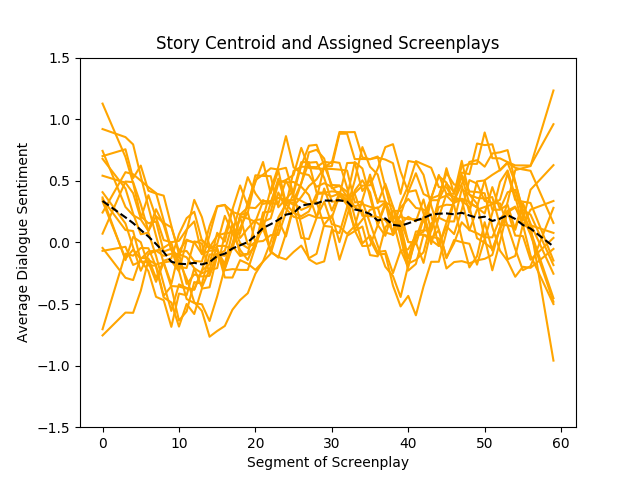 Story Centroid and Assigned Screenplays
Average Dialogue Sentiment
1.5
1.0
0.5
0.0
−0.5
−1.0
−1.5
0 10 20 30 40 50 60
Segment of Screenplay